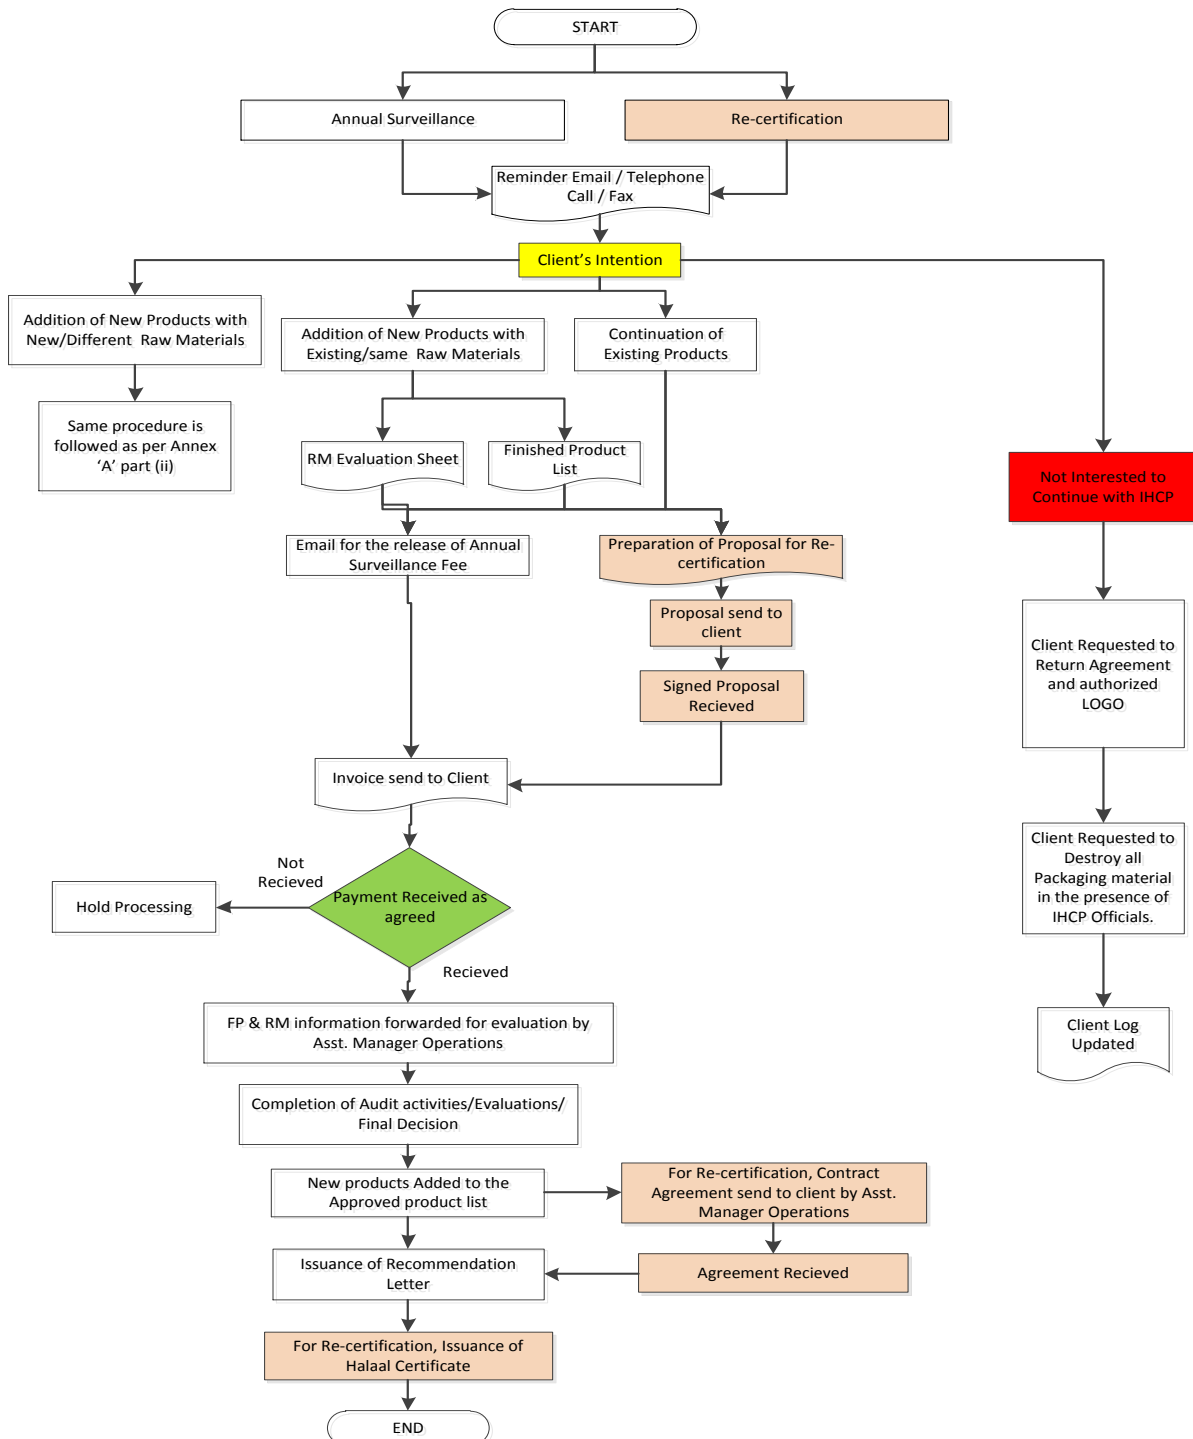 START
Annual Surveillance
Re-certification
Reminder Email / Telephone
Call / Fax
Client's Intention
Addition of New Products with
New/Different Raw Materials
Addition of New Products with
Existing/same Raw Materials
Continuation of
Existing Products
Same procedure is
followed as per Annex
'A' part (ii)
RM Evaluation Sheet
Finished Product
List
Not Interested to
Continue with IHCP
Email for the release of Annual
Surveillance Fee
Preparation of Proposal for Re-
certification
Proposal send to
client
Signed Proposal
Recieved
Client Requested to
Return Agreement
and authorized
LOGO
Invoice send to Client
Client Requested to
Destroy all
Packaging material
in the presence of
IHCP Officials.
Not
Recieved
Payment Received as
agreed
Hold Processing
Recieved
FP & RM information forwarded for evaluation by
Asst. Manager Operations
Client Log
Updated
Completion of Audit activities/Evaluations/
Final Decision
New products Added to the
Approved product list
For Re-certification, Contract
Agreement send to client by Asst.
Manager Operations
Issuance of Recommendation
Letter
Agreement Recieved
For Re-certification, Issuance of
Halaal Certificate
END